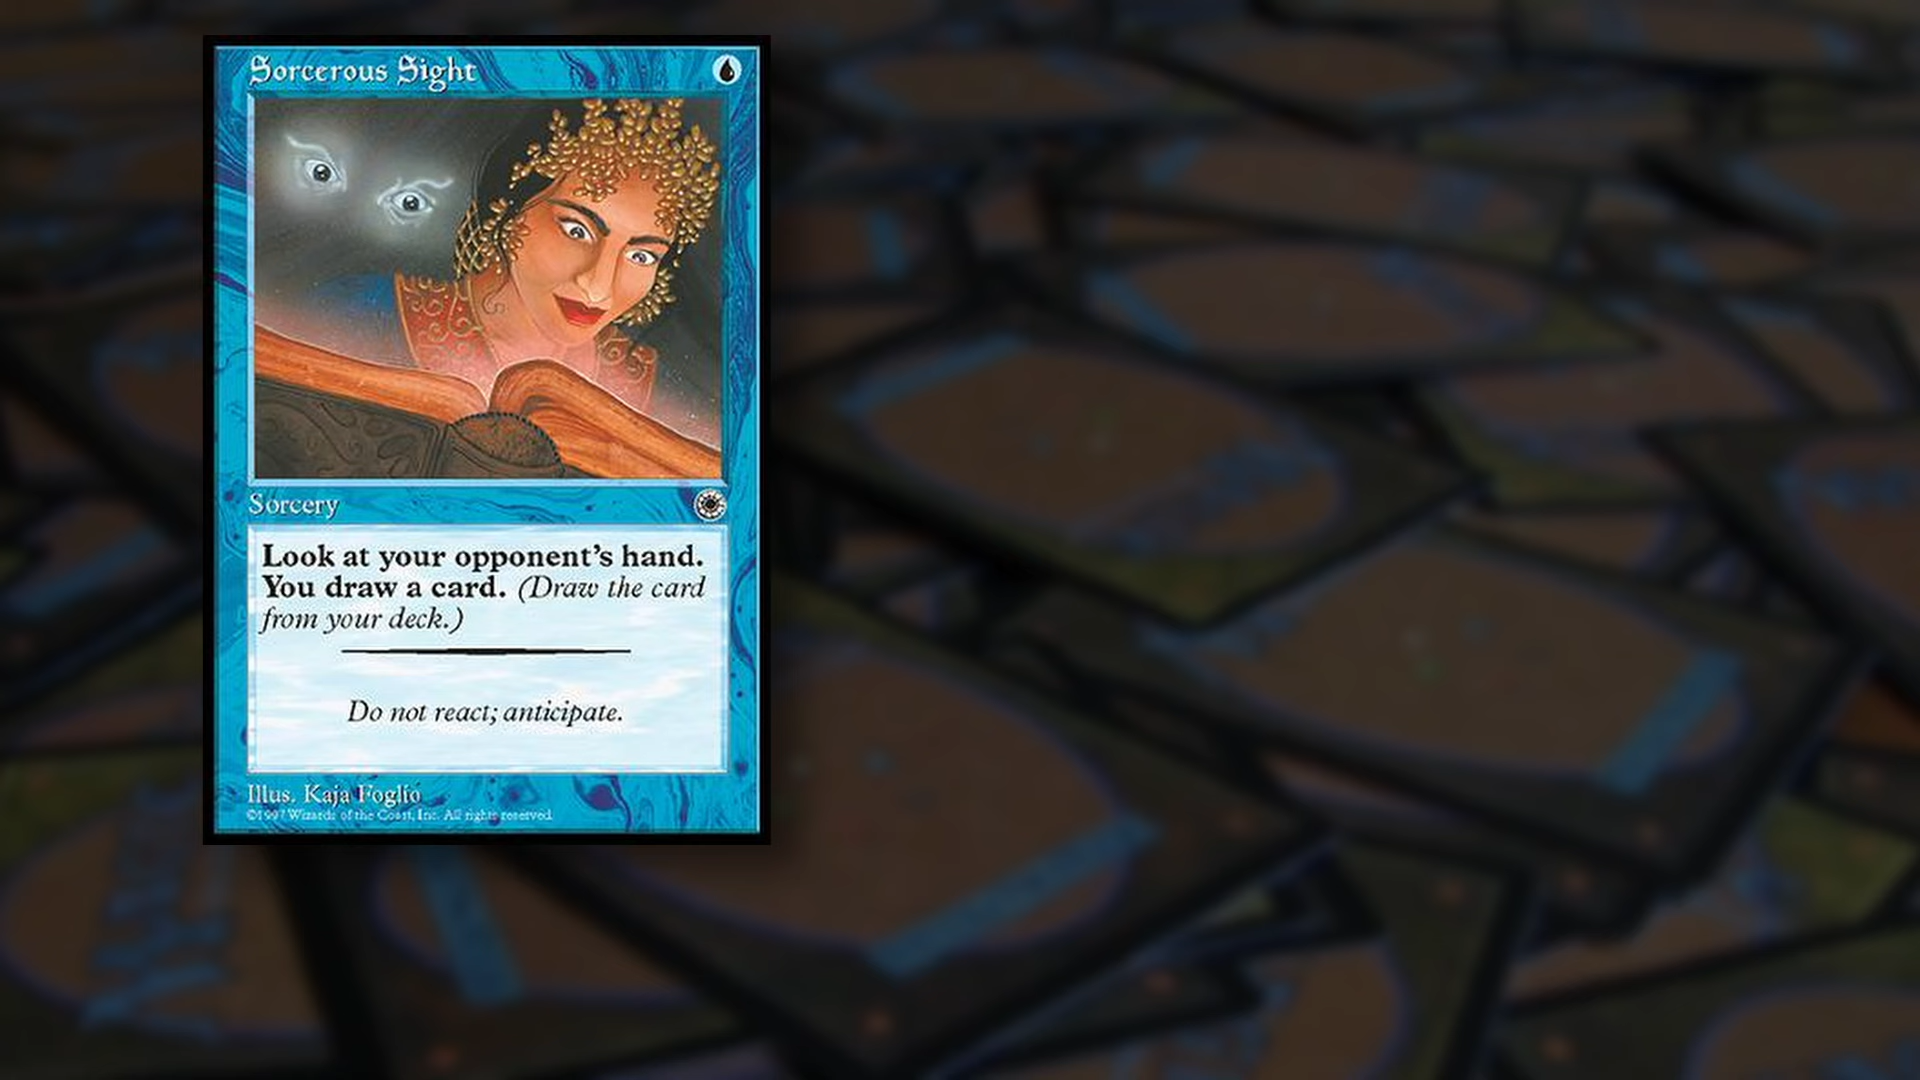 Sorcerous Sight
Sorcery
Look at your opponent's hand.
You draw a card. (Draw the card
from your deck.)
Do not react; anticipate.
Illus. Kaja Foglio
©1997 Wizards of the Coast, Inc. All rights reserved.